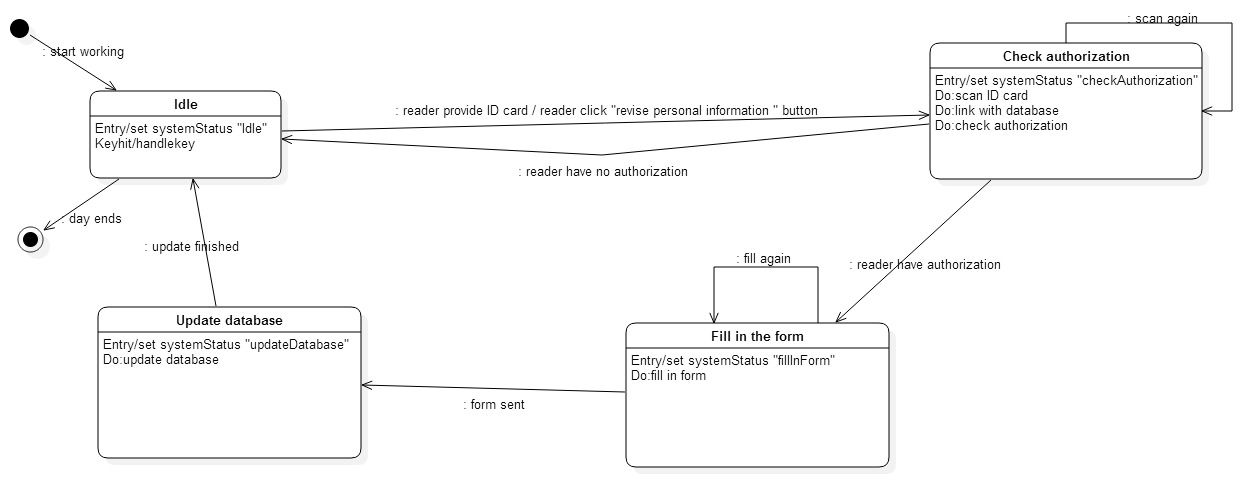 : scan again
: start working
Check authorization
Entry/set systemStatus "checkAuthorization"
Do:scan ID card
Do:link with database
Do:check authorization
Idle
Entry/set systemStatus "Idle"
Keyhit/handlekey
: reader provide ID card / reader click "revise personal information " button
: reader have no authorization
: day ends
: update finished
: fill again
: reader have authorization
Update database
Entry/set systemStatus "updateDatabase"
Do:update database
Fill in the form
Entry/set systemStatus "fillInForm"
Do:fill in form
: form sent